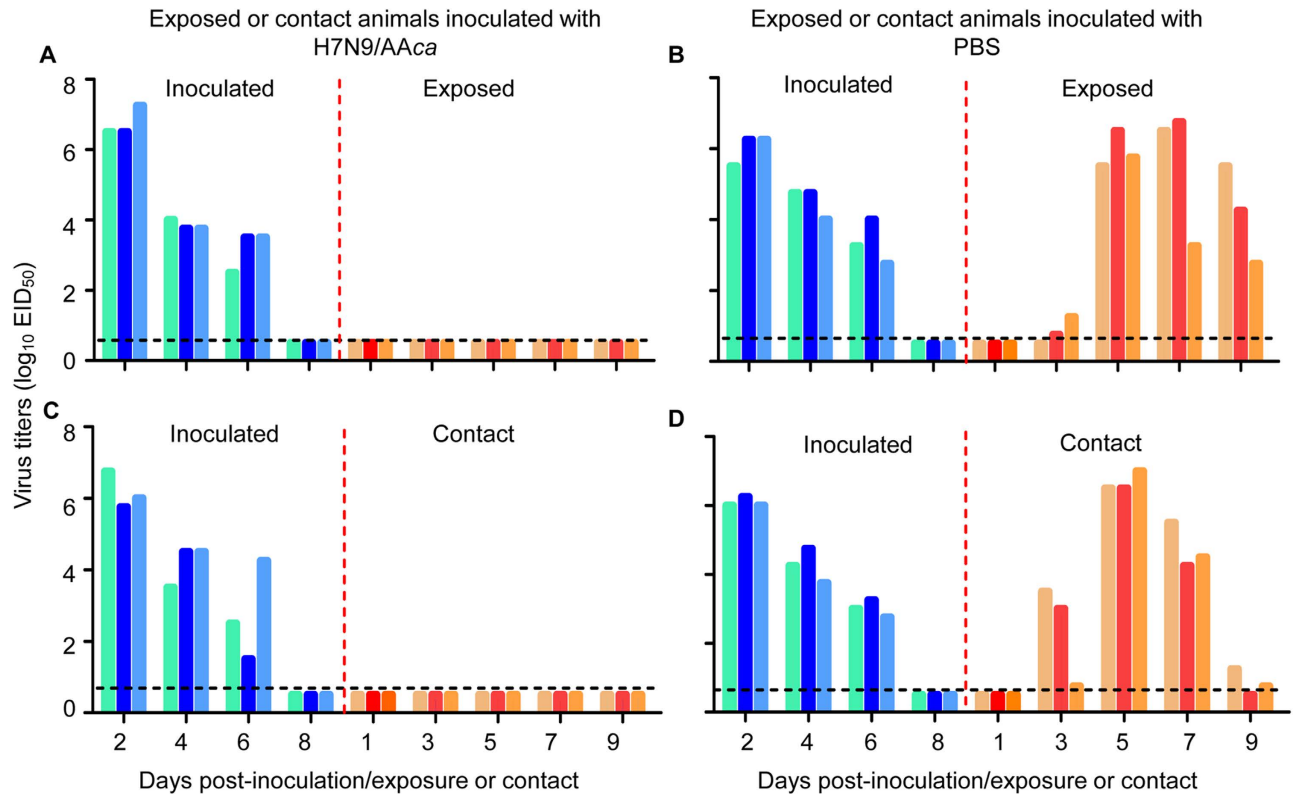 Exposed or contact animals inoculated with
H7N9/AAca
Exposed or contact animals inoculated with
PBS
A
B
8
6
4
2
0
Inoculated
Exposed
Inoculated
Exposed
Virus titers (log10 EID50)
C
D
8
6
4
2
0
Inoculated
Contact
Inoculated
Contact
2 4 6 8 1 3 5 7 9
2 4 6 8 1 3 5 7 9
Days post-inoculation/exposure or contact
Days post-inoculation/exposure or contact